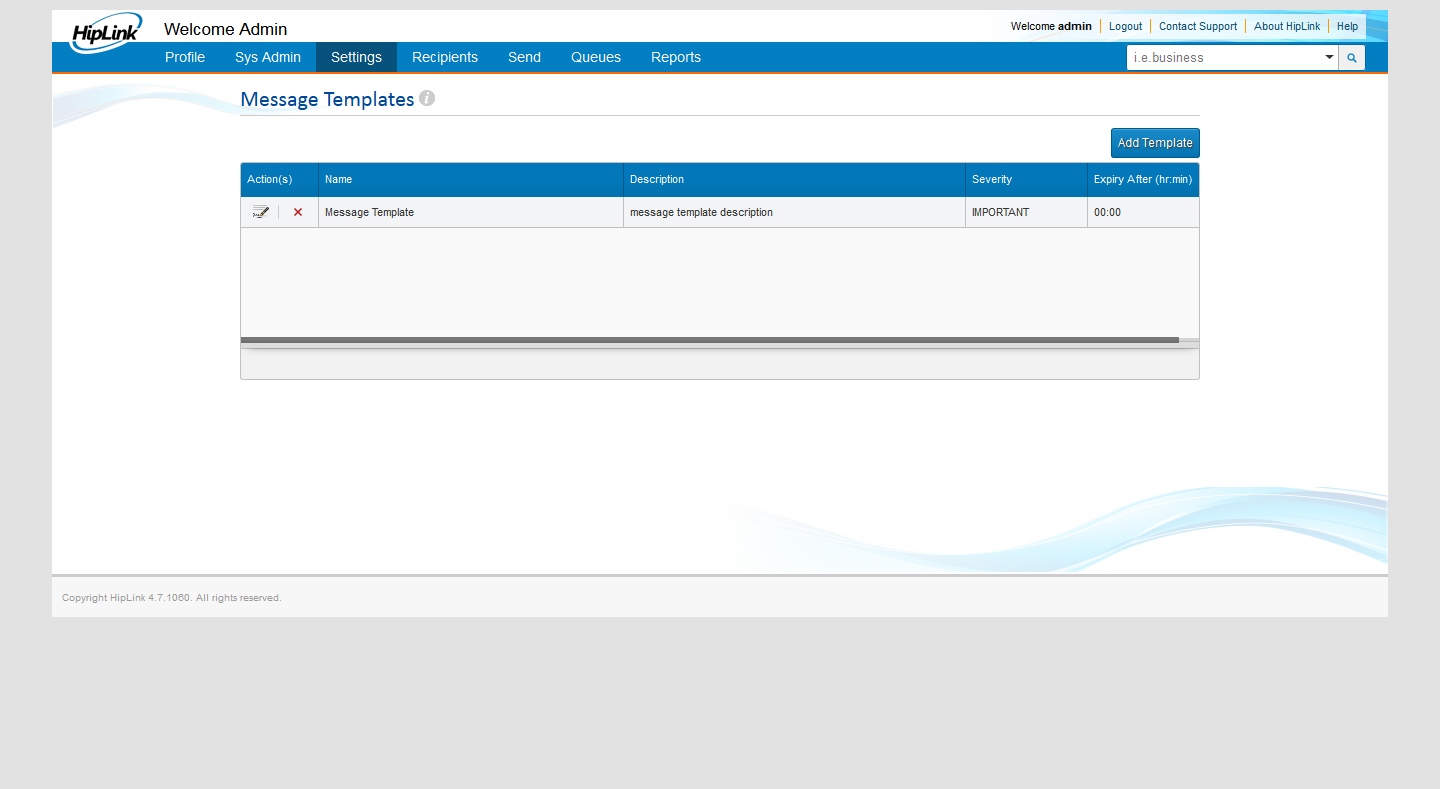 HipLink
Welcome Admin
Welcome admin Logout Contact Support About HipLink Help
Profile Sys Admin Settings Recipients Send Queues Reports
i.e.business
Message Templates i
Add Template
Action(s) Name Description Severity Expiry After (hr:min)
Message Template message template description IMPORTANT 00:00
Copyright HipLink 4.7.1060. All rights reserved.